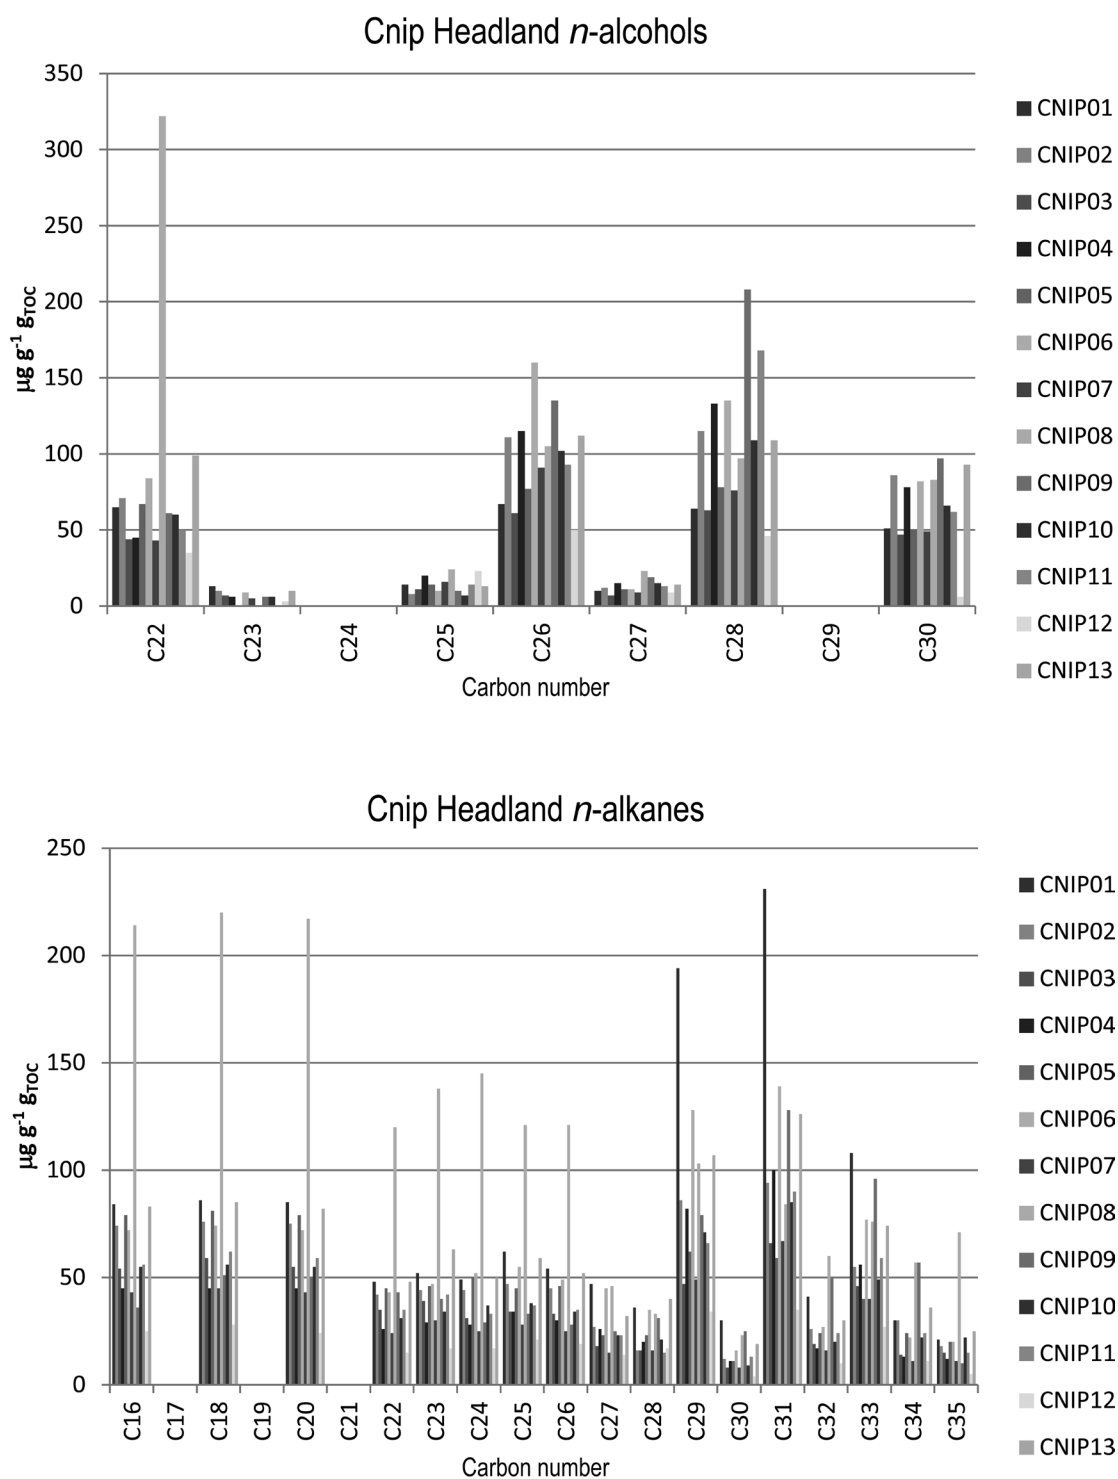 Cnip Headland n-alcohols
350
300
250
200
150
100
50
0
µg g-1 gTOC
C22
C23
C24
C25
C26
C27
C28
C29
C30
Carbon number
CNIP01
CNIP02
CNIP03
CNIP04
CNIP05
CNIP06
CNIP07
CNIP08
CNIP09
CNIP10
CNIP11
CNIP12
CNIP13
Cnip Headland n-alkanes
250
200
150
100
50
0
µg g-1 gTOC
C16
C17
C18
C19
C20
C21
C22
C23
C24
C25
C26
C27
C28
C29
C30
C31
C32
C33
C34
C35
Carbon number
CNIP01
CNIP02
CNIP03
CNIP04
CNIP05
CNIP06
CNIP07
CNIP08
CNIP09
CNIP10
CNIP11
CNIP12
CNIP13